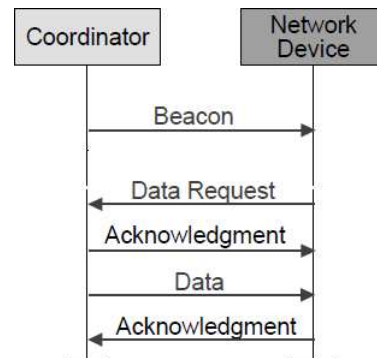 Coordinator
Network
Device
Beacon
Data Request
Acknowledgment
Data
Acknowledgment